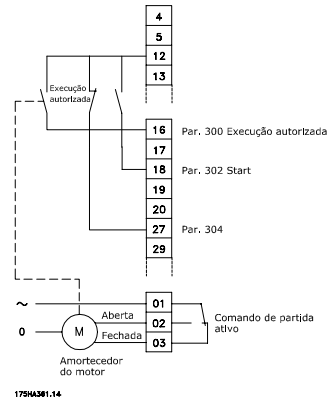 4
5
12
13
Execução
autorizada
16 Par. 300 Execução autorizada
17
18 Par. 302 Start
19
20
27 Par. 304
29
~ 01
Aberta 02 Comando de partida
ativo
0 M Fechada 03
Amortecedor
do motor
175HA381.14